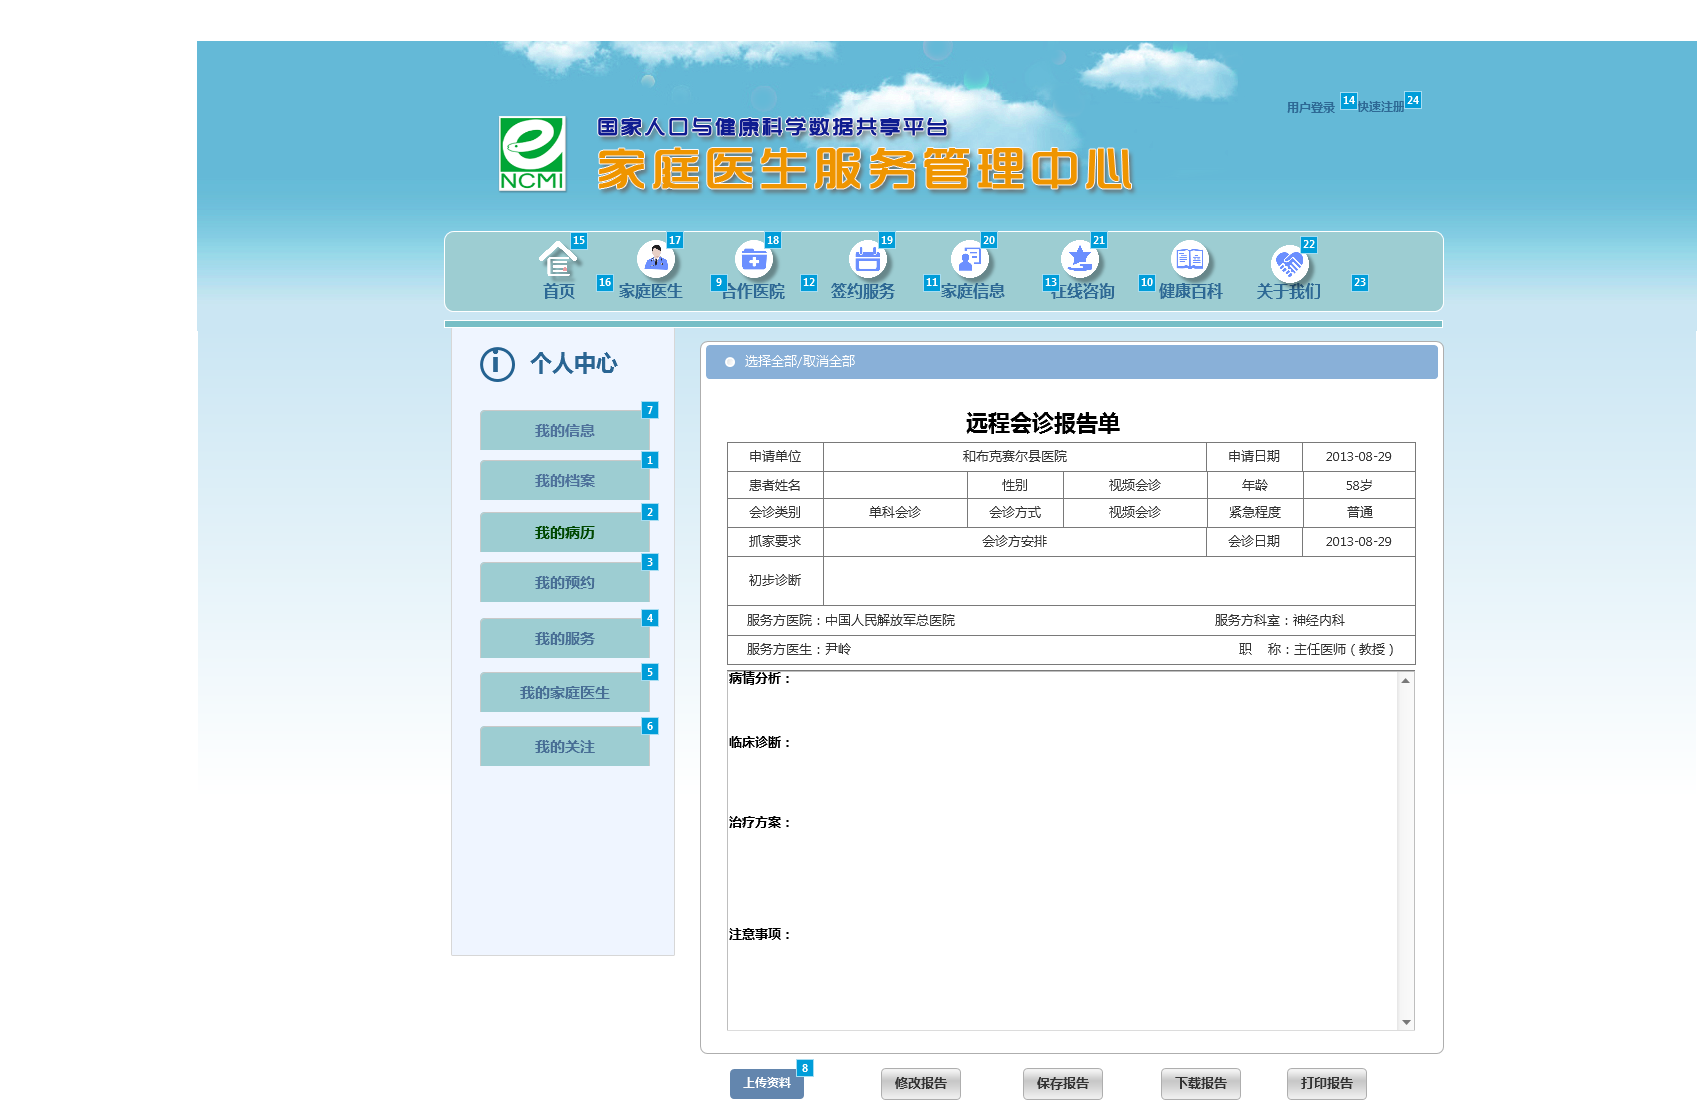 用户登录 14 快速注册 24
国家人口与健康科学数据共享平台
家庭医生服务管理中心
NCMI
15 17 18 19 20 21 22
首页 16 家庭医生 9 合作医院 12 签约服务 11 家庭信息 13 在线咨询 10 健康百科 关于我们 23
个人中心
我的信息 7
我的档案 1
我的病历 2
我的预约 3
我的服务 4
我的家庭医生 5
我的关注 6
选择全部/取消全部
远程会诊报告单
申请单位 和布克赛尔县医院 申请日期 2013-08-29
患者姓名 性别 视频会诊 年龄 58岁
会诊类别 单科会诊 会诊方式 视频会诊 紧急程度 普通
抓家要求 会诊方安排 会诊日期 2013-08-29
初步诊断
服务方医院：中国人民解放军总医院 服务方科室：神经内科
服务方医生：尹岭 职 称：主任医师（教授）
病情分析：
临床诊断：
治疗方案：
注意事项：
上传资料 8 修改报告 保存报告 下载报告 打印报告